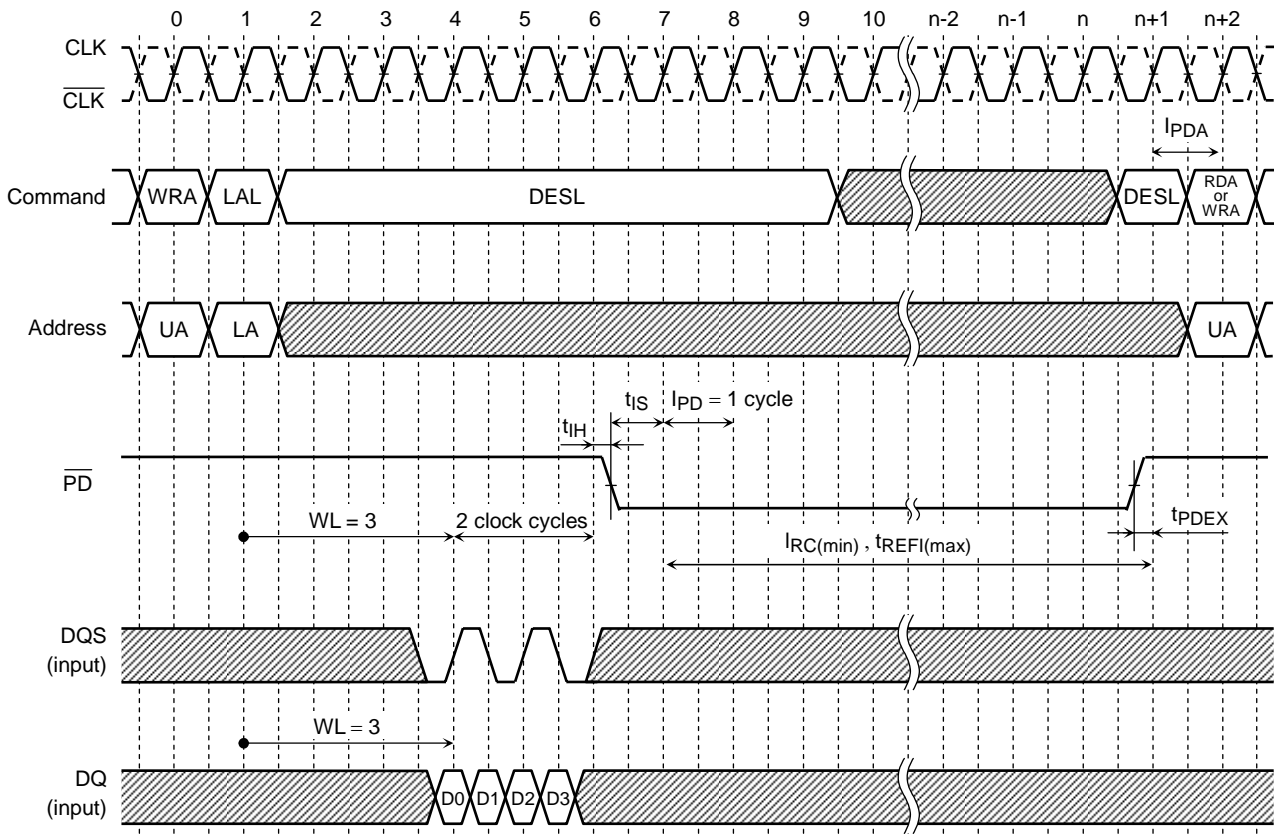 0 1 2 3 4 5 6 7 8 9 10 n-2 n-1 n n+1 n+2
CLK
CLK
IPDA
Command WRA LAL DESL DESL RDA or WRA
Address UA LA UA
tIS IPD = 1 cycle
tIH
PD
WL = 3 2 clock cycles tPDEX
IRC(min) , tREFI(max)
DQS
(input)
WL = 3
DQ
(input)
D0 D1 D2 D3